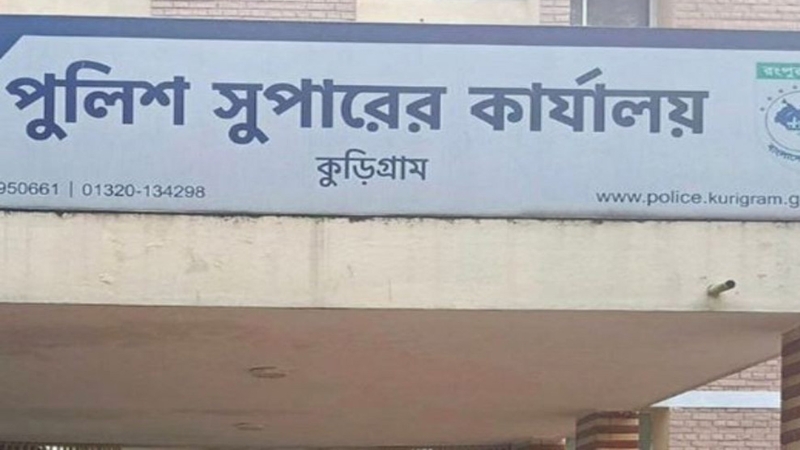 পুলিশ সুপারের কার্যালয়
কুড়িগ্রাম
950661 | 01320-134298
www.police.kurigram.g
রংপুর